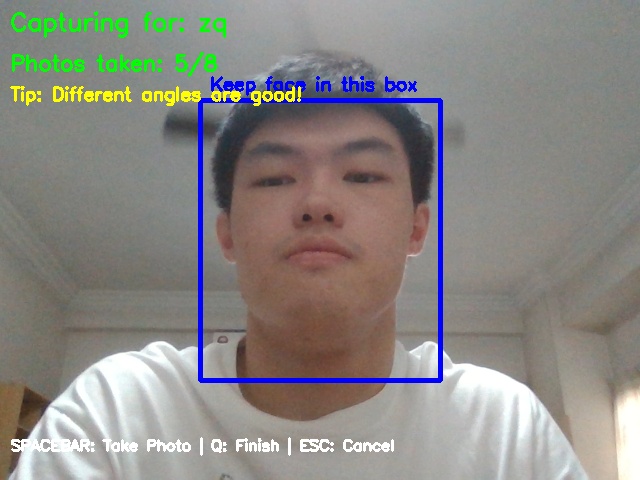 Capturing for: zq
Photos taken: 5/8
Keep face in this box
Tip: Different angles are good!
SPACEBAR: Take Photo | Q: Finish | ESC: Cancel